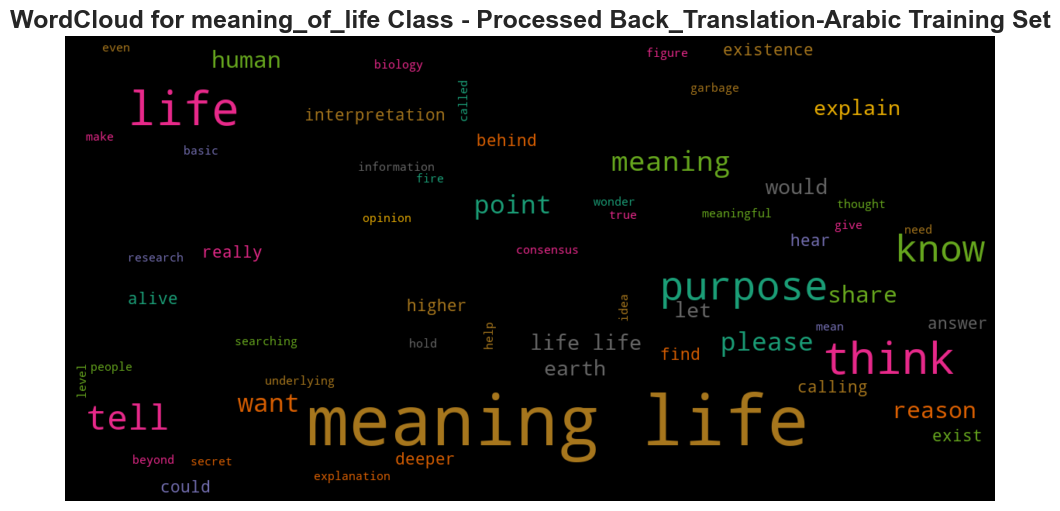 WordCloud for meaning_of_life Class - Processed Back_Translation-Arabic Training Set
even
human
biology
figure
existence
life
called
garbage
interpretation
explain
make
basic
behind
meaning
information
fire
would
point
wonder
true
meaningful
thought
opinion
give
need
hear
know
really
consensus
research
alive
higher
idea
purpose
share
let
help
life life
please
mean
answer
searching
hold
find
think
earth
people
level
underlying
calling
want
tell
meaning life
reason
exist
beyond
secret
deeper
explanation
could